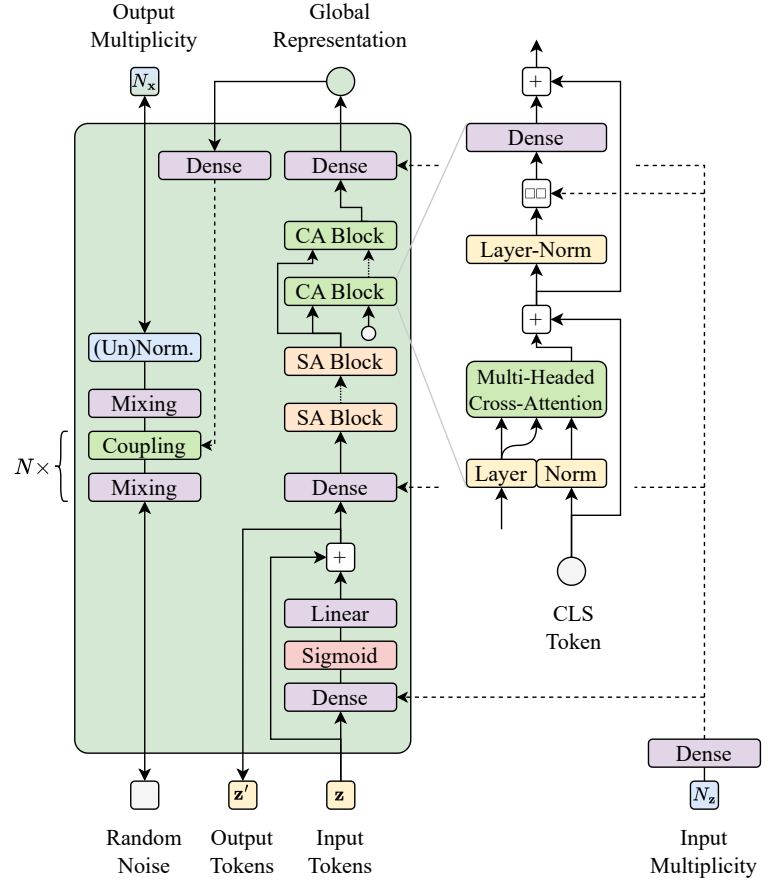 Output
Multiplicity
Global
Representation
Nx
+
Dense
Dense
Dense
CA Block
Layer-Norm
CA Block
+
(Un)Norm.
SA Block
Multi-Headed
Cross-Attention
Mixing
SA Block
N×
Coupling
Mixing
Dense
Layer
Norm
+
Linear
CLS
Token
Sigmoid
Dense
Dense
z′
z
Nz
Random
Noise
Output
Tokens
Input
Tokens
Input
Multiplicity